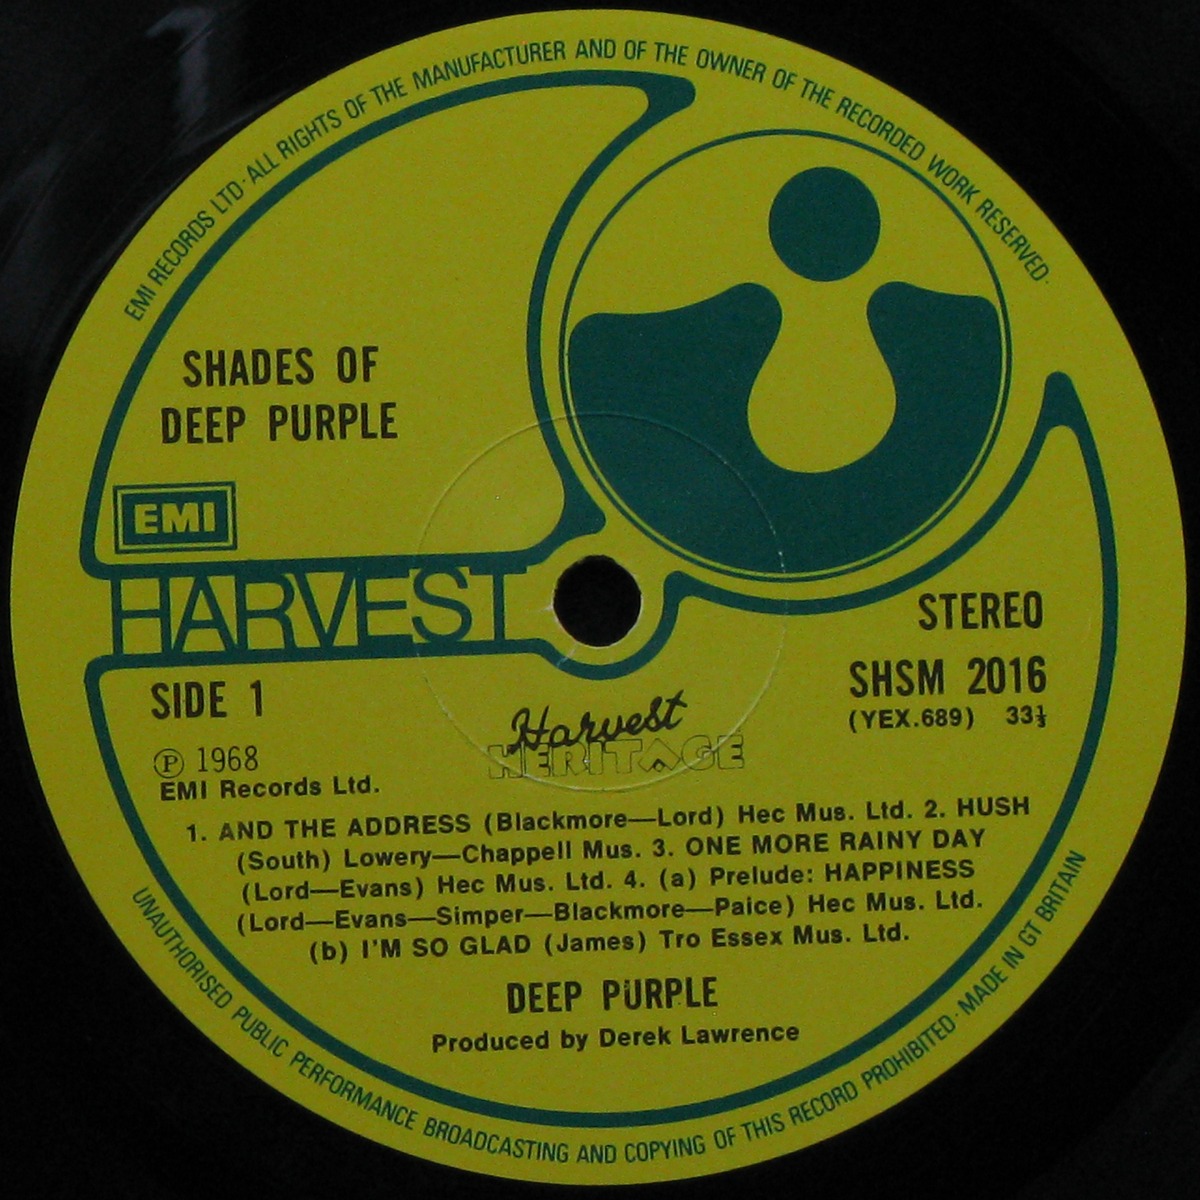 EMI RECORDS LTD · ALL RIGHTS OF THE MANUFACTURER AND OF THE OWNER OF THE RECORDED WORK RESERVED ·
SHADES OF
DEEP PURPLE
EMI
HARVEST
STEREO
SHSM 2016
(YEX.689) 33⅓
SIDE 1
Ⓟ 1968
EMI Records Ltd.
Harvest
HERITAGE
1. AND THE ADDRESS (Blackmore—Lord) Hec Mus. Ltd. 2. HUSH
(South) Lowery—Chappell Mus. 3. ONE MORE RAINY DAY
(Lord—Evans) Hec Mus. Ltd. 4. (a) Prelude: HAPPINESS
(Lord—Evans—Simper—Blackmore—Paice) Hec Mus. Ltd.
(b) I'M SO GLAD (James) Tro Essex Mus. Ltd.
DEEP PURPLE
Produced by Derek Lawrence
UNAUTHORISED PUBLIC PERFORMANCE BROADCASTING AND COPYING OF THIS RECORD PROHIBITED · MADE IN GT BRITAIN